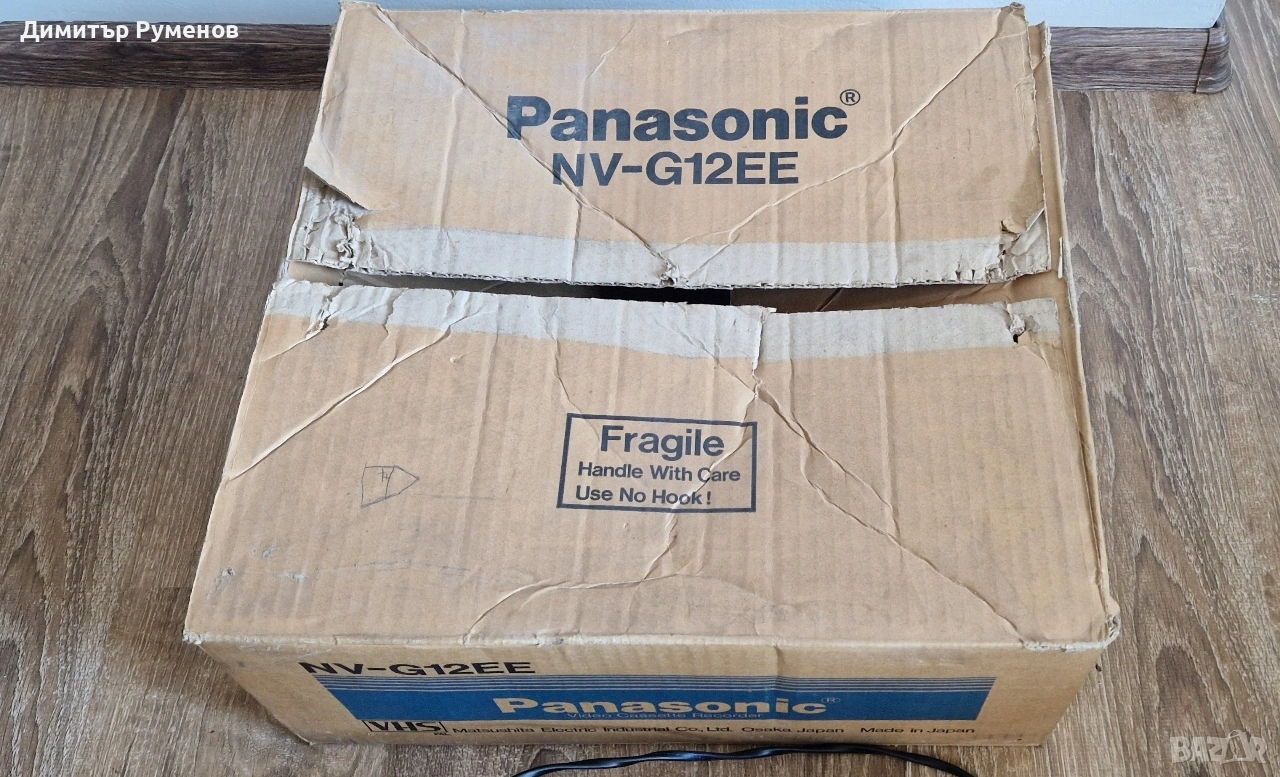 Димитър Руменов
Panasonic®
NV-G12EE
Fragile
Handle With Care
Use No Hook!
NV-G12EE
Panasonic®
Video Cassette Recorder
VHS Matsushita Electric Industrial Co., Ltd. Osaka Japan Made in Japan
BAZAR